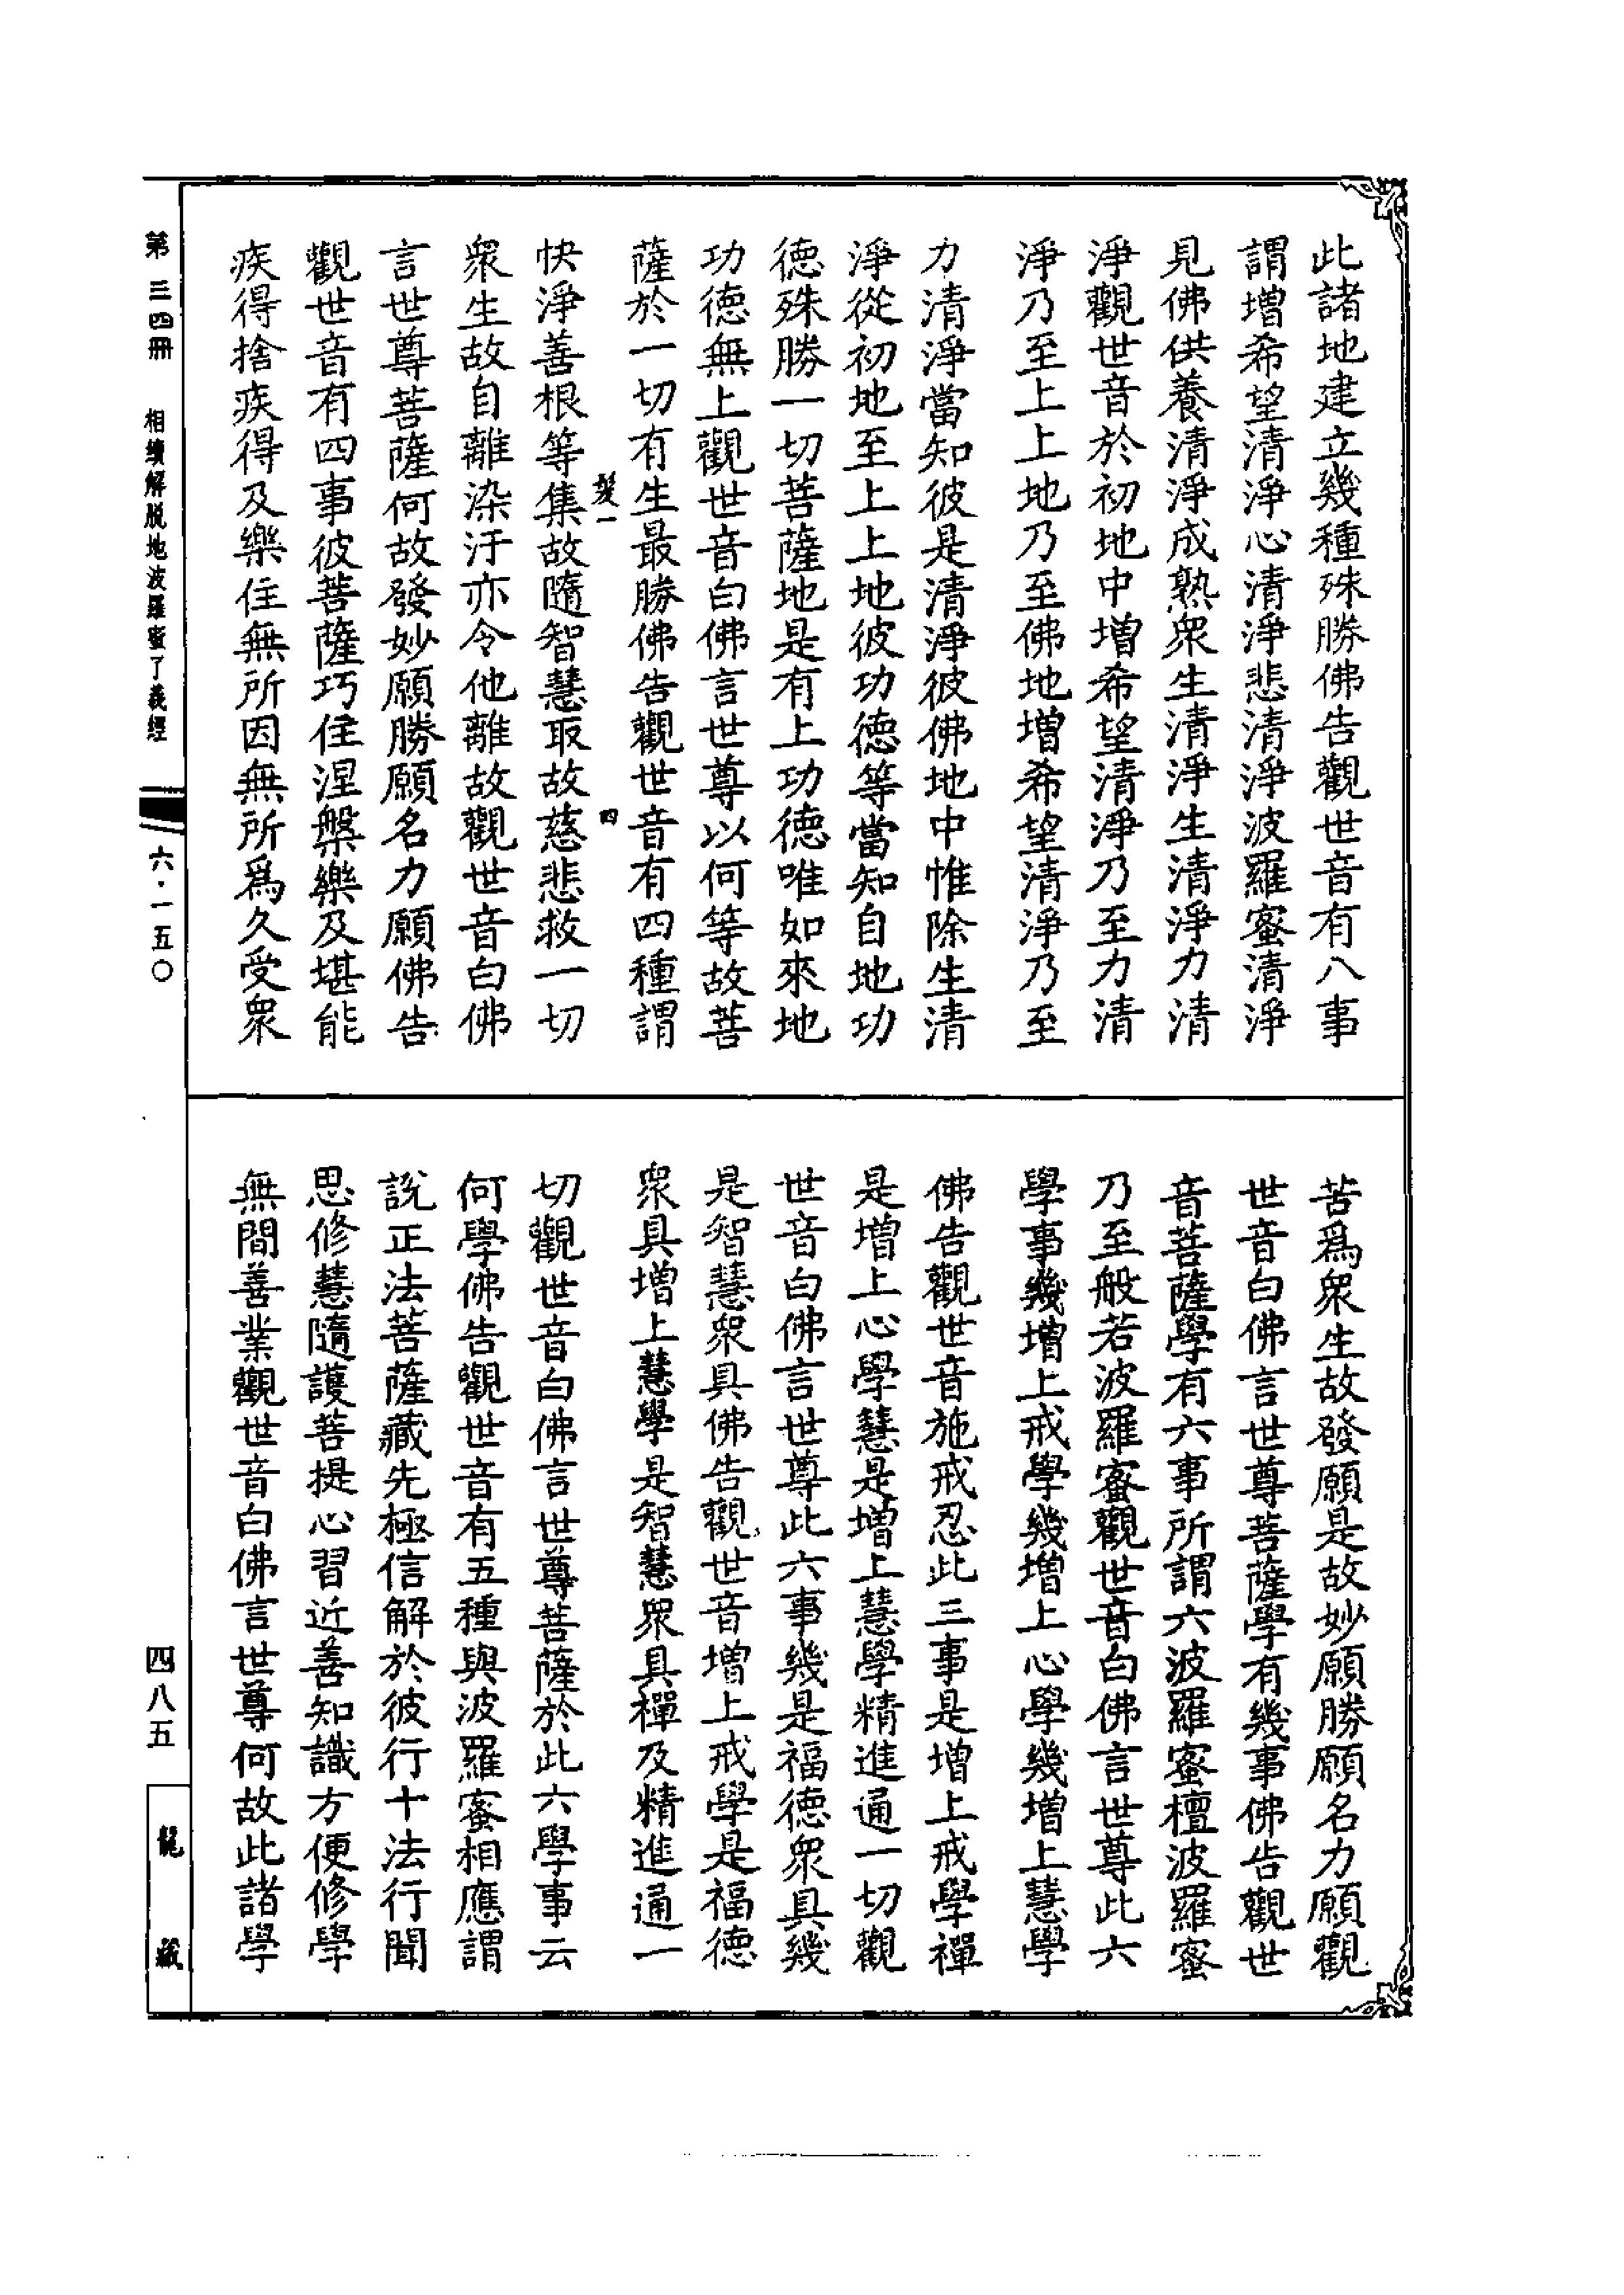 此諸地建立幾種殊勝佛告觀世音有八事
謂增希望清淨心清淨悲清淨波羅蜜清淨
見佛供養清淨成熟衆生清淨生清淨力清
淨觀世音於初地中增希望清淨乃至力清
淨乃至上上地乃至佛地增希望清淨乃至
力清淨當知彼是清淨彼佛地中惟除生清
淨從初地至上上地彼功德等當知自地功
德殊勝一切菩薩地是有上功德唯如來地
功德無上觀世音白佛言世尊以何等故菩
薩於一切有生最勝佛告觀世音有四種謂
髮一 四
快淨善根等集故隨智慧取故慈悲救一切
衆生故自離染汙亦令他離故觀世音白佛
言世尊菩薩何故發妙願勝願名力願佛告
觀世音有四事彼菩薩巧住涅槃樂及堪能
疾得捨疾得及樂住無所因無所爲久受衆
苦爲衆生故發願是故妙願勝願名力願觀
世音白佛言世尊菩薩學有幾事佛告觀世
音菩薩學有六事所謂六波羅蜜檀波羅蜜
乃至般若波羅蜜觀世音白佛言世尊此六
學事幾增上戒學幾增上心學幾增上慧學
佛告觀世音施戒忍此三事是增上戒學禪
是增上心學慧是增上慧學精進通一切觀
世音白佛言世尊此六事幾是福德衆具幾
是智慧衆具佛告觀世音增上戒學是福德
衆具增上慧學是智慧衆具禪及精進通一
切觀世音白佛言世尊菩薩於此六學事云
何學佛告觀世音有五種與波羅蜜相應謂
說正法菩薩藏先極信解於彼行十法行聞
思修慧隨護菩提心習近善知識方便修學
無間善業觀世音白佛言世尊何故此諸學
第三四冊 相續解脫地波羅蜜了義經 六·一五〇
四八五
龍藏